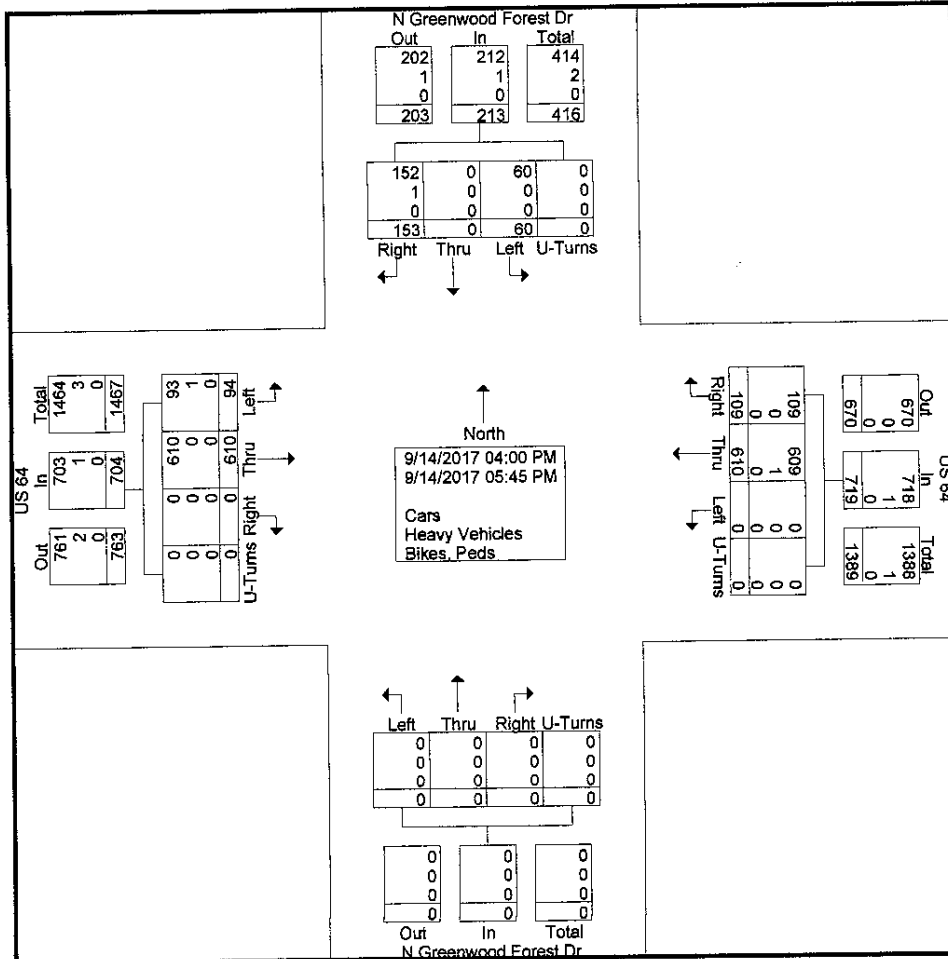 N Greenwood Forest Dr
Out In Total
202 212 414
1 1 2
0 0 0
203 213 416
152 0 60 0
1 0 0 0
0 0 0 0
153 0 60 0
Right Thru Left U-Turns
US 64
Total In Out
1464 703 761
3 1 2
0 0 0
1467 704 763
93 610 0 0
1 0 0 0
0 0 0 0
94 610 0 0
Left Thru Right U-Turns
North
9/14/2017 04:00 PM
9/14/2017 05:45 PM
Cars
Heavy Vehicles
Bikes, Peds
Right Thru Left U-Turns
109 609 0 0
0 1 0 0
0 0 0 0
109 610 0 0
US 64
Out In Total
670 718 1388
0 1 1
0 0 0
670 719 1389
Left Thru Right U-Turns
0 0 0 0
0 0 0 0
0 0 0 0
0 0 0 0
0 0 0
0 0 0
0 0 0
0 0 0
Out In Total
N Greenwood Forest Dr